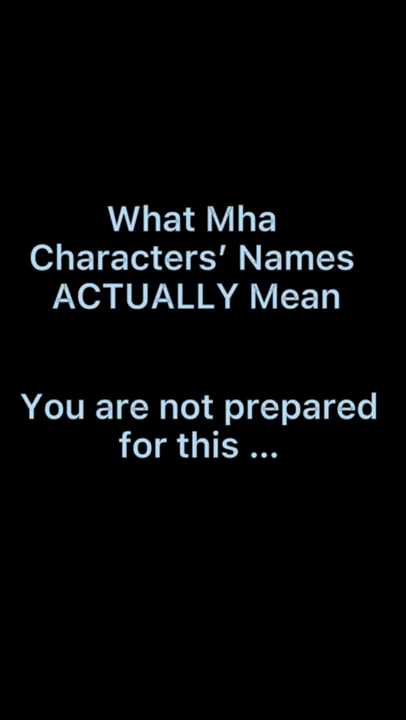 What Mha
Characters’ Names
ACTUALLY Mean
You are not prepared
for this ...